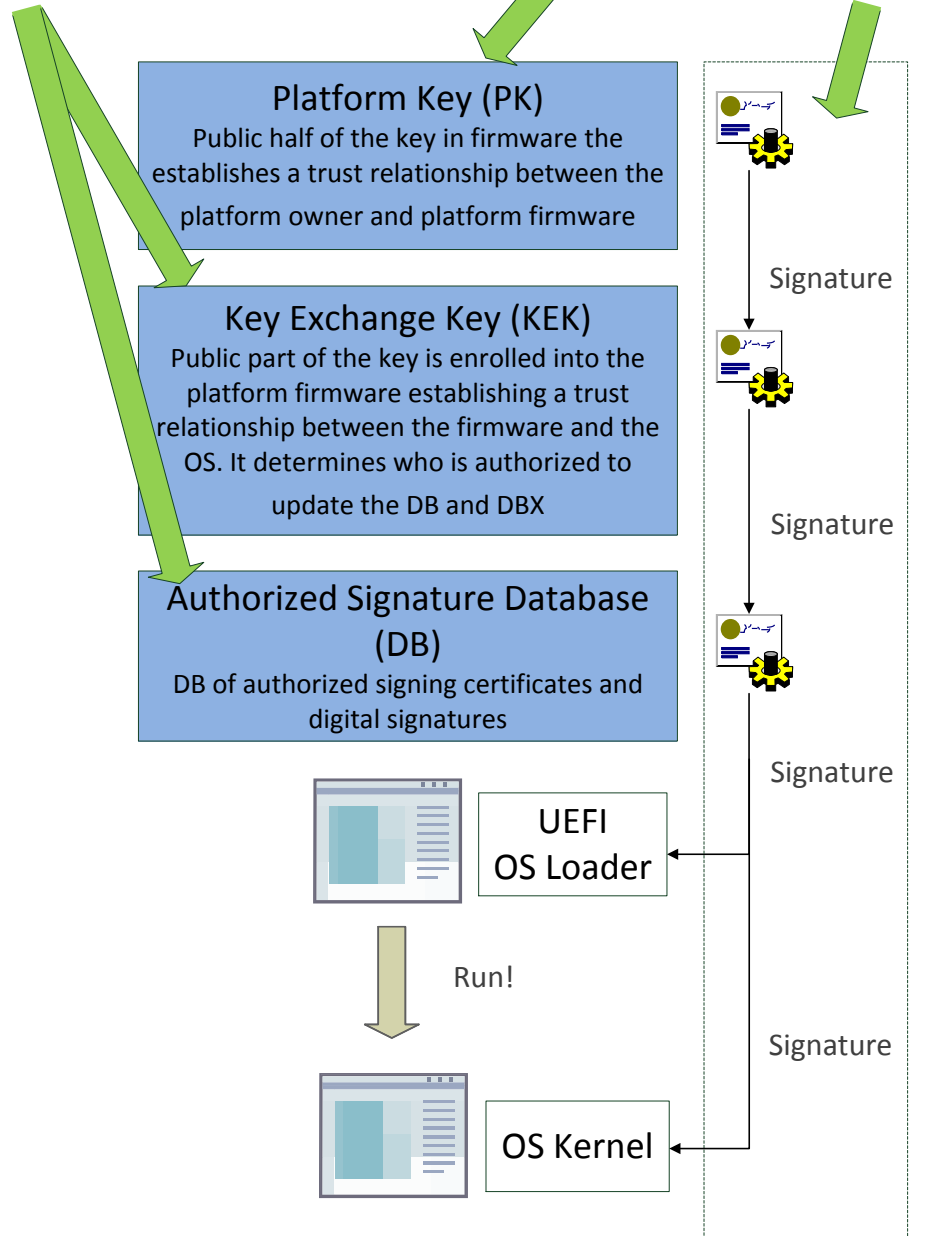 Platform Key (PK)
Public half of the key in firmware the
establishes a trust relationship between the
platform owner and platform firmware
Signature
Key Exchange Key (KEK)
Public part of the key is enrolled into the
platform firmware establishing a trust
relationship between the firmware and the
OS. It determines who is authorized to
update the DB and DBX
Signature
Authorized Signature Database
(DB)
DB of authorized signing certificates and
digital signatures
Signature
UEFI
OS Loader
Run!
Signature
OS Kernel